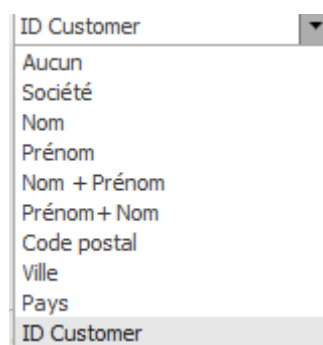 ID Customer
Aucun
Société
Nom
Prénom
Nom + Prénom
Prénom+ Nom
Code postal
Ville
Pays
ID Customer